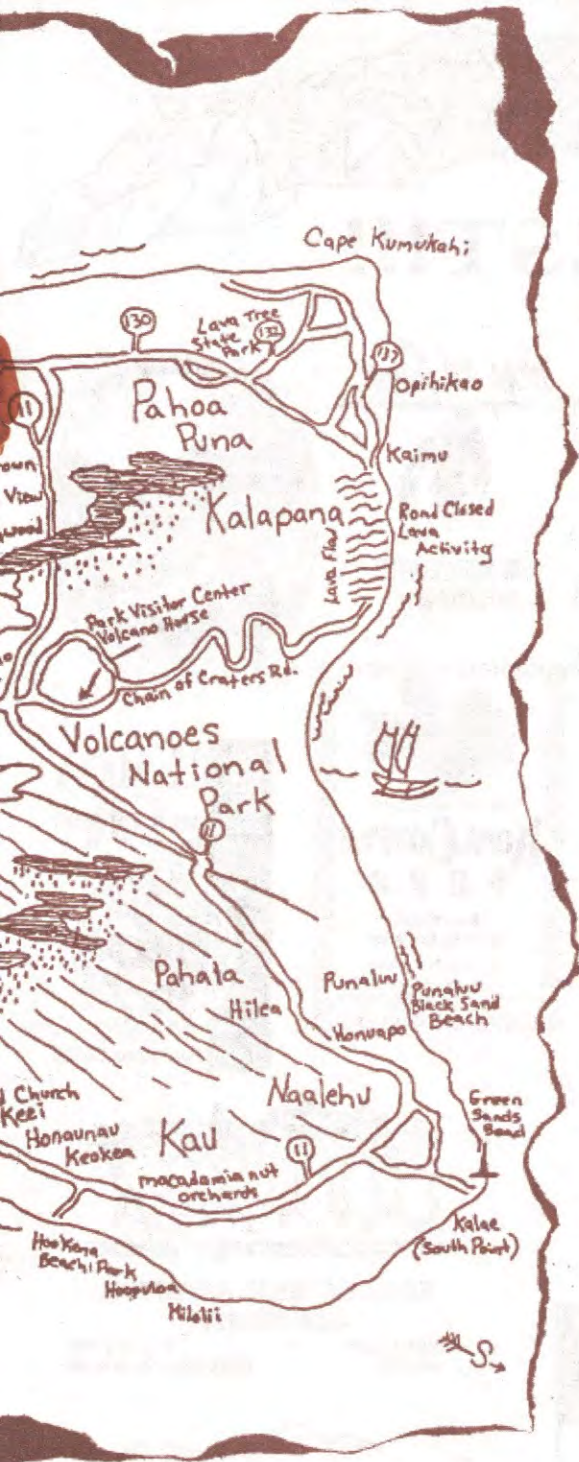 Cape Kumukahi
130
Lava Tree
State
Park
132
137
Opihikao
11
Pahoa
Puna
Kaimu
View
Kalapana
Road Closed
Lava
Activity
Lava Flow
Park Visitor Center
Volcano House
Chain of Craters Rd.
Volcanoes
National
Park
11
Pahala
Hilea
Punaluu
Punaluu
Black Sand
Beach
Honuapo
Naalehu
Green
Sands
Church
Keei
Honaunau
Keokea
Kau
11
macadamia nut
orchards
Kalae
(South Point)
Hookena
Beach Park
Hoopuloa
Milolii
S